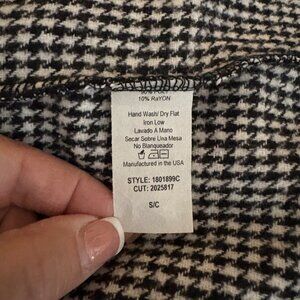 10% RAYON
Hand Wash/ Dry Flat
Iron Low
Lavado A Mano
Secar Sobre Una Mesa
No Blanqueador
Manufactured in the USA
STYLE: 1801899C
CUT: 2025817
S/C